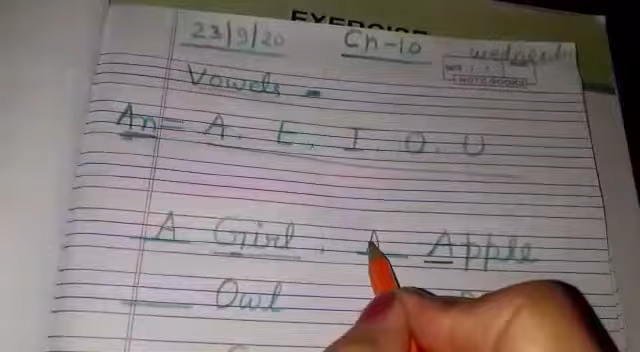 EXERCISE
23/9/20 Ch-10
Vowels -
An = A, E, I, O, U
A Girl, A Apple
Owl